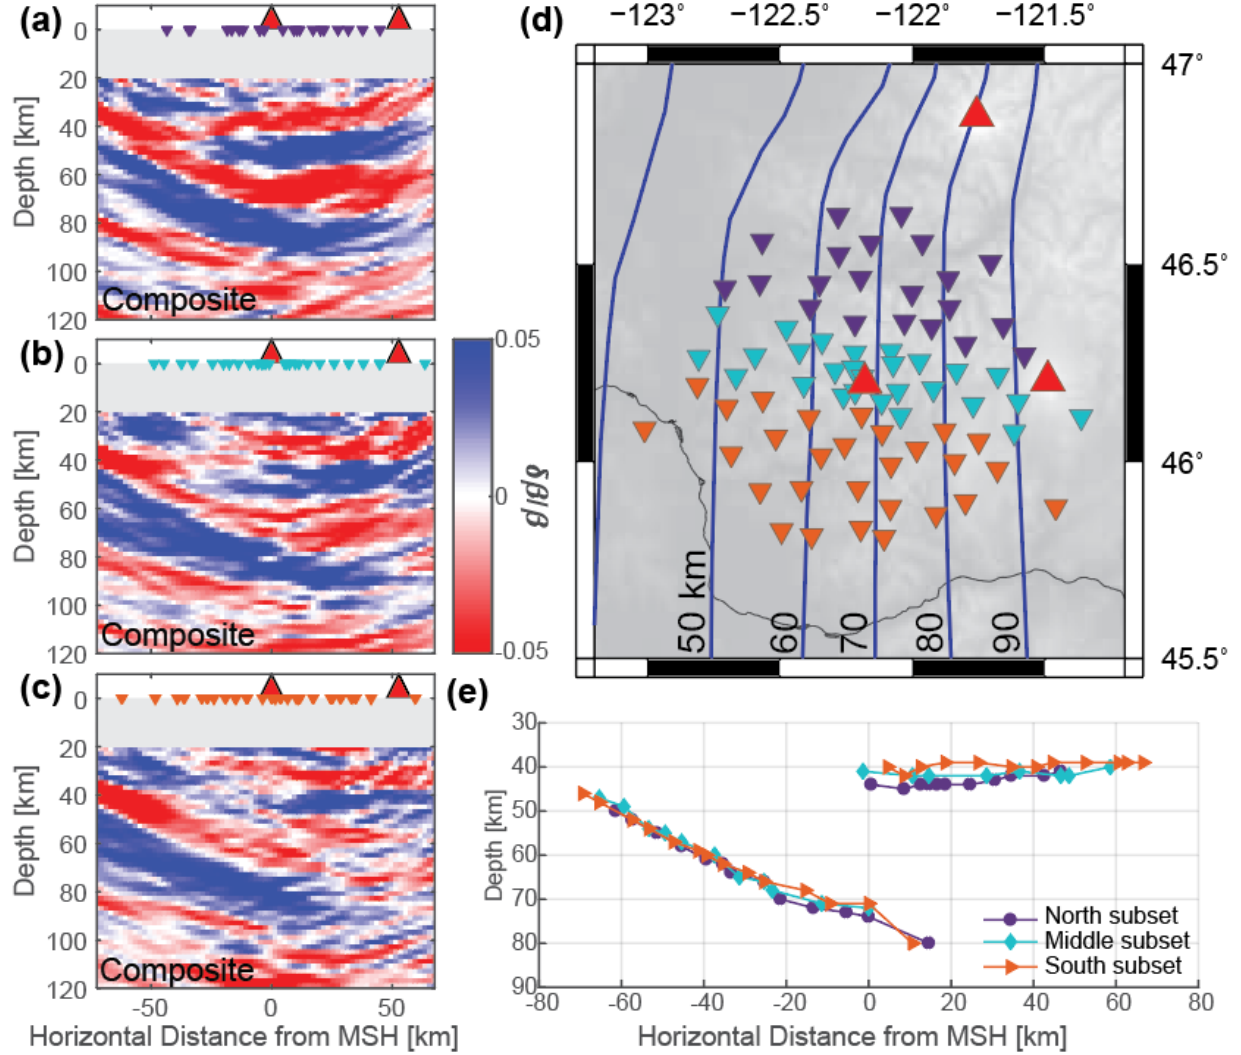 (a)
0
20
40
60
80
100
120
Depth [km]
Composite
(b)
0
20
40
60
80
100
120
Depth [km]
Composite
0.05
0
-0.05
δβ/β
(c)
0
20
40
60
80
100
120
Depth [km]
Composite
-50
0
50
Horizontal Distance from MSH [km]
(d)
−123°
−122.5°
−122°
−121.5°
47°
46.5°
46°
45.5°
50 km
60
70
80
90
(e)
30
40
50
60
70
80
90
Depth [km]
North subset
Middle subset
South subset
-80
-60
-40
-20
0
20
40
60
80
Horizontal Distance from MSH [km]